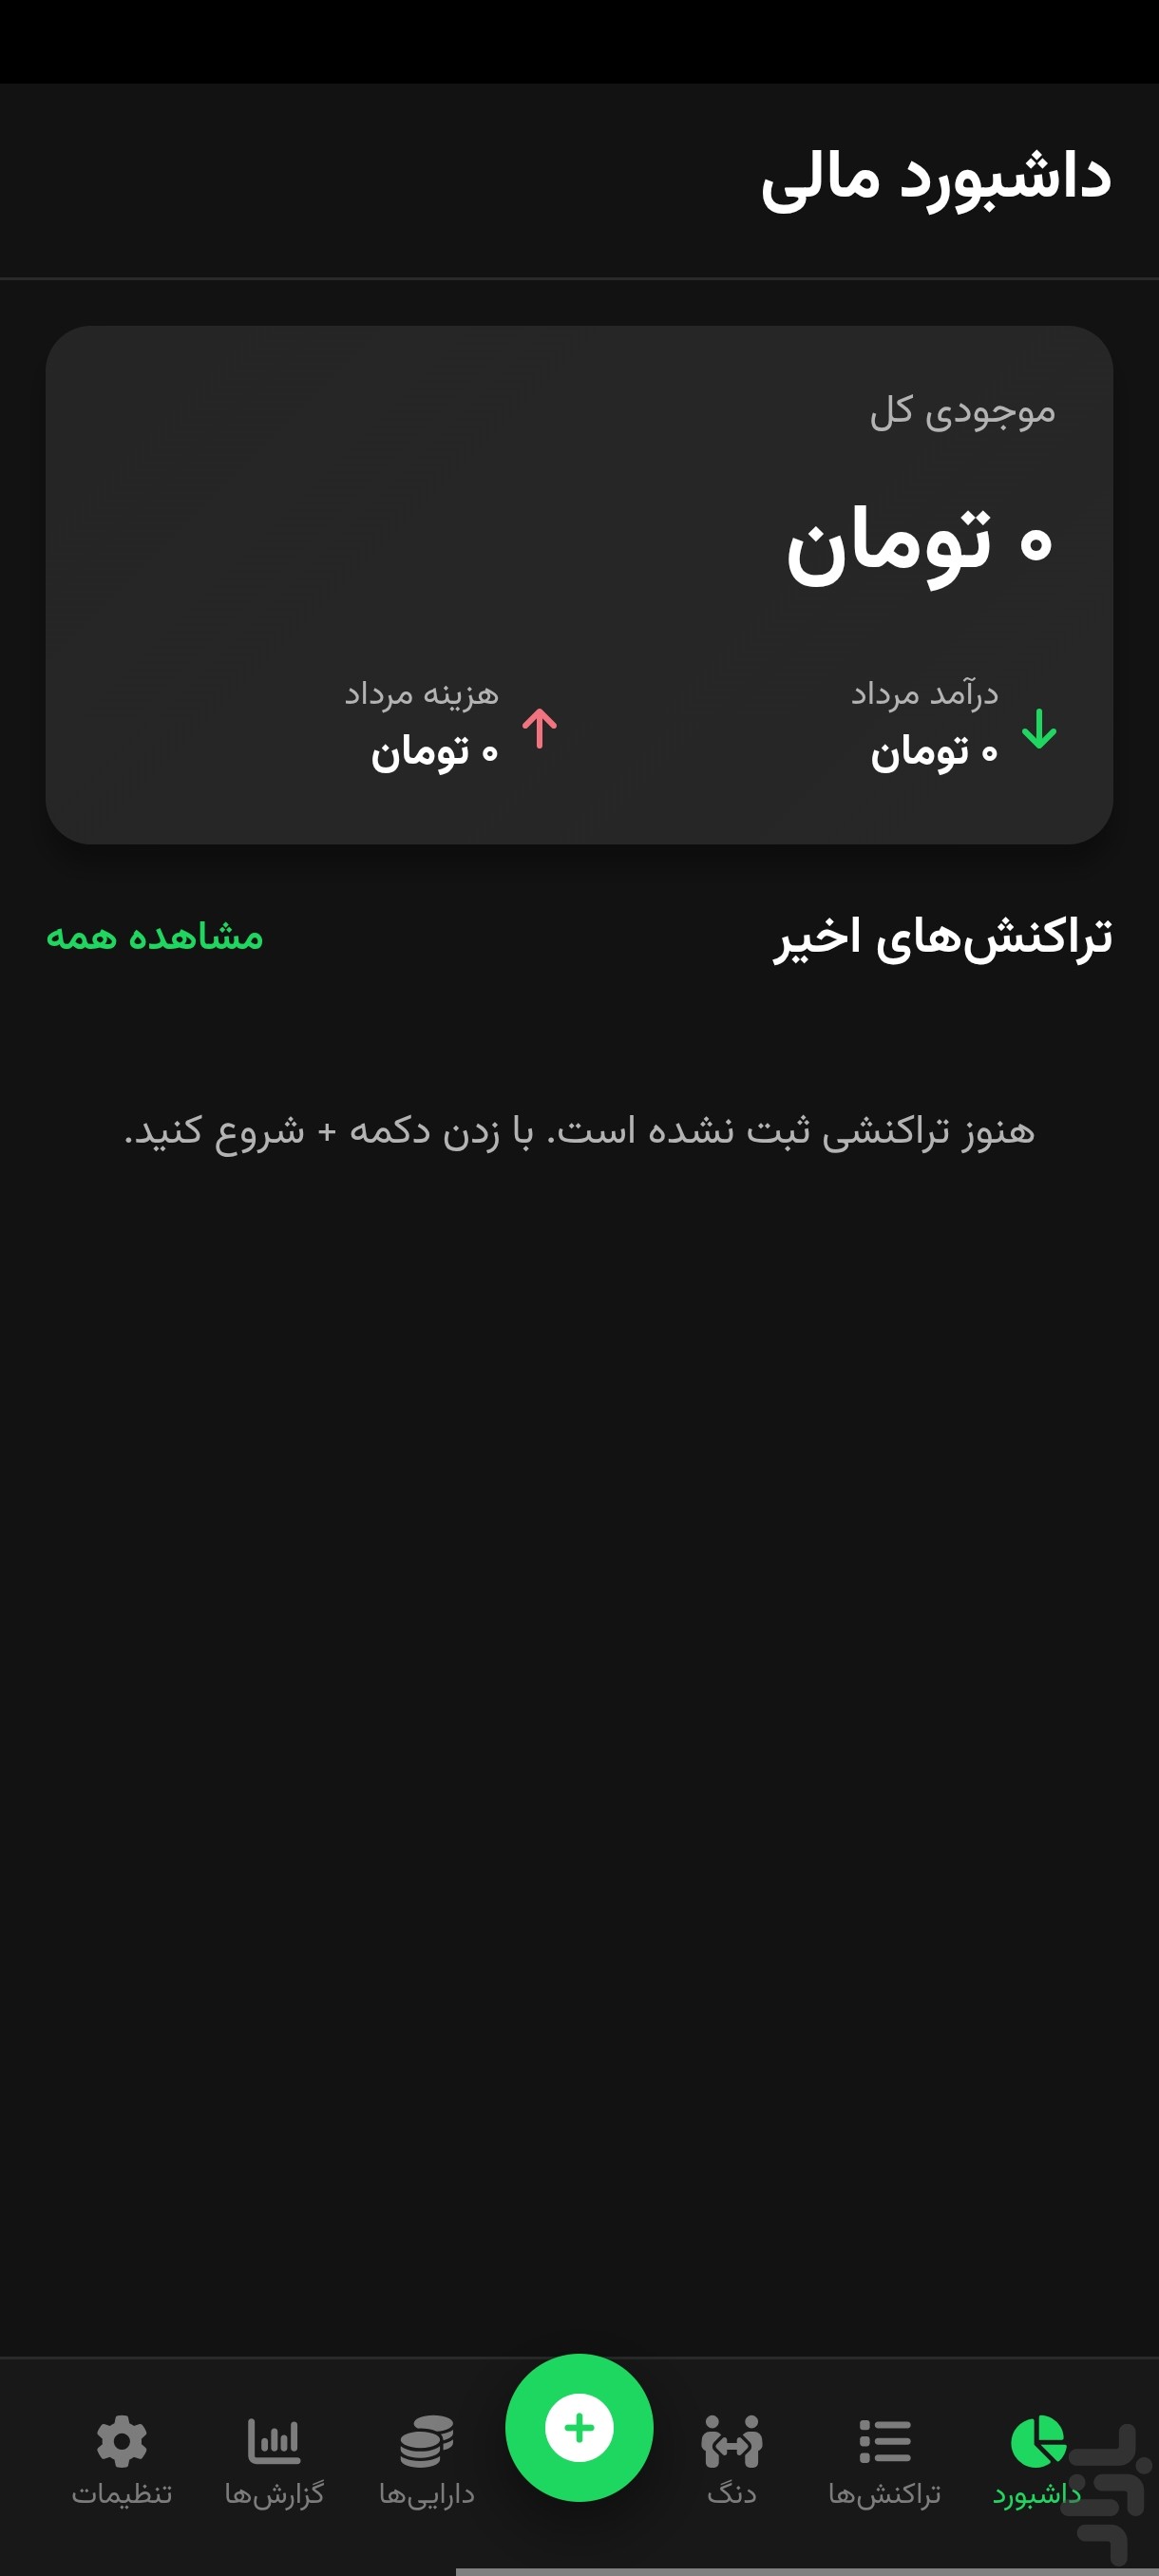 داشبورد مالی
موجودی کل
۰ تومان
درآمد مرداد
۰ تومان
هزینه مرداد
۰ تومان
تراکنش‌های اخیر
مشاهده همه
هنوز تراکنشی ثبت نشده است. با زدن دکمه + شروع کنید.
داشبورد
تراکنش‌ها
دنگ
دارایی‌ها
گزارش‌ها
تنظیمات